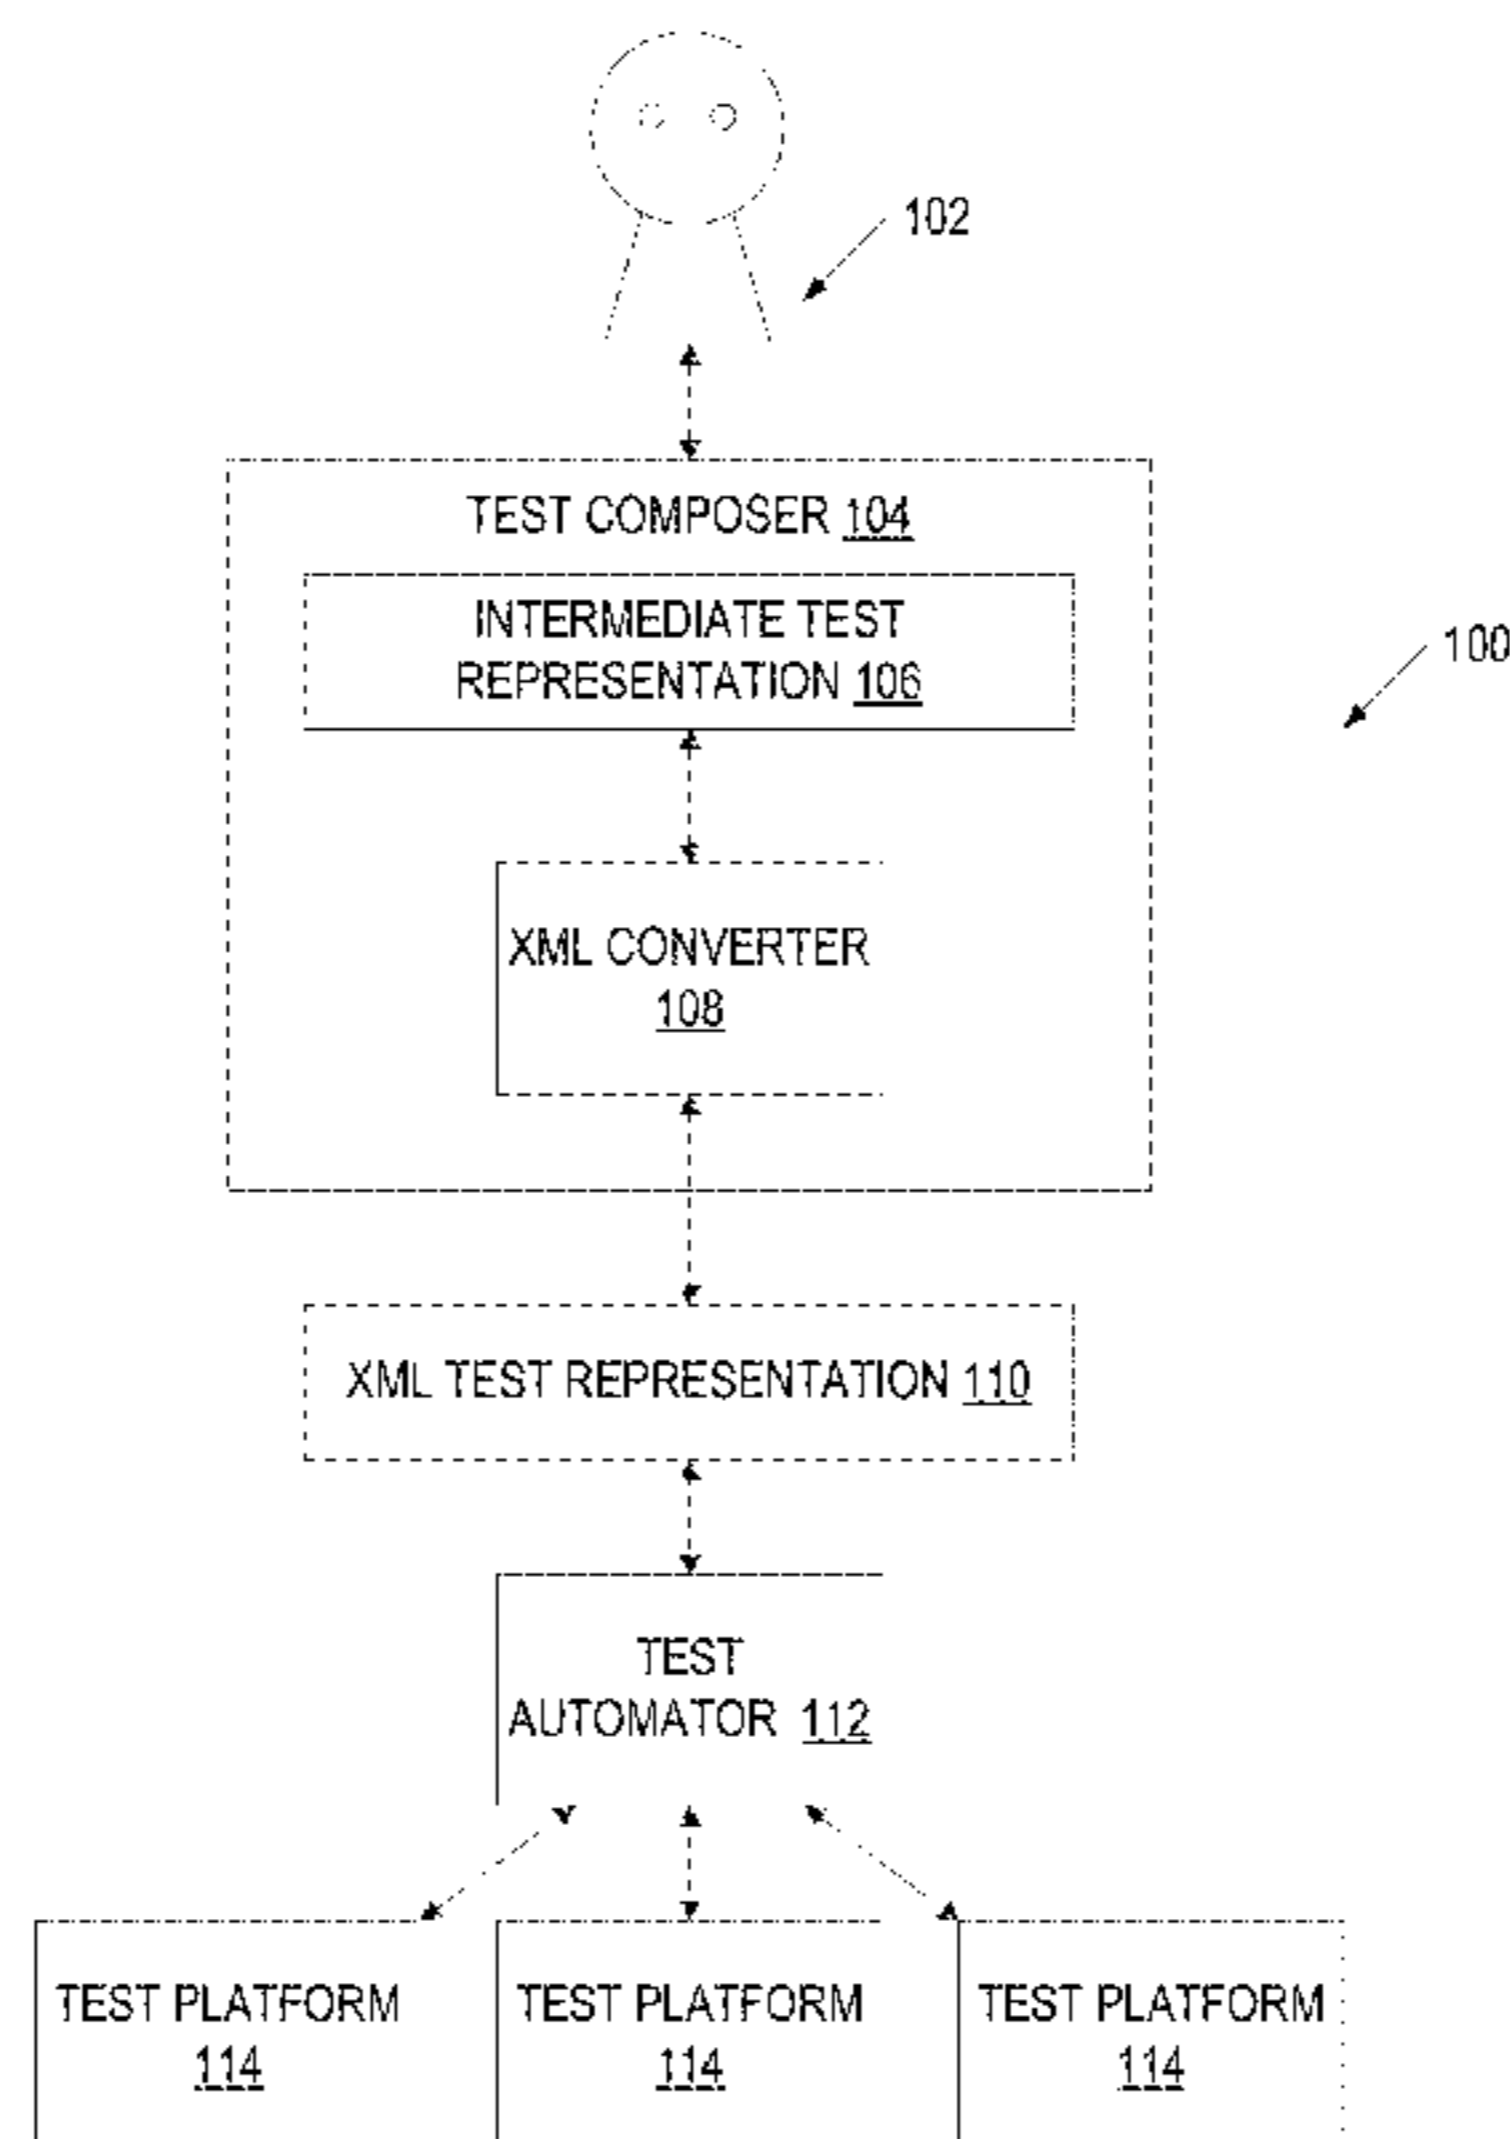 102
TEST COMPOSER 104
INTERMEDIATE TEST
REPRESENTATION 106
100
XML CONVERTER
108
XML TEST REPRESENTATION 110
TEST
AUTOMATOR 112
TEST PLATFORM
114
TEST PLATFORM
114
TEST PLATFORM
114